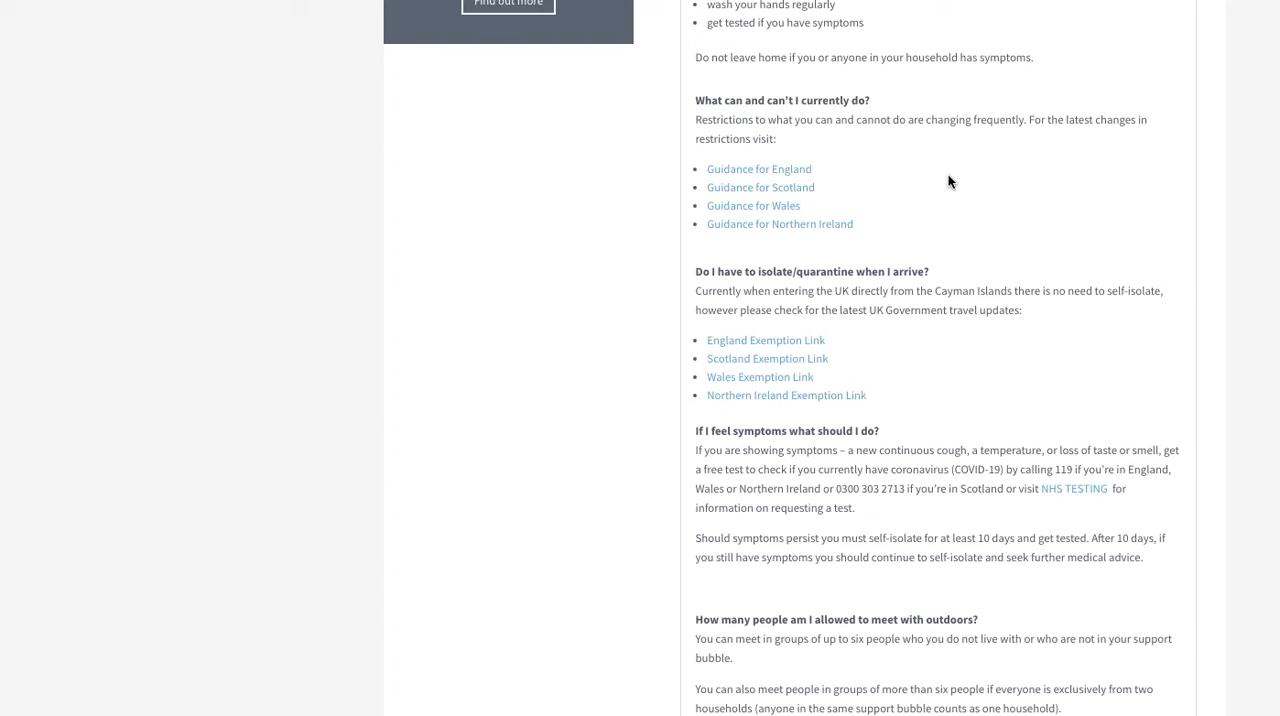 Find out more
wash your hands regularly
get tested if you have symptoms
Do not leave home if you or anyone in your household has symptoms.
What can and can't I currently do?
Restrictions to what you can and cannot do are changing frequently. For the latest changes in
restrictions visit:
Guidance for England
Guidance for Scotland
Guidance for Wales
Guidance for Northern Ireland
Do I have to isolate/quarantine when I arrive?
Currently when entering the UK directly from the Cayman Islands there is no need to self-isolate,
however please check for the latest UK Government travel updates:
England Exemption Link
Scotland Exemption Link
Wales Exemption Link
Northern Ireland Exemption Link
If I feel symptoms what should I do?
If you are showing symptoms – a new continuous cough, a temperature, or loss of taste or smell, get
a free test to check if you currently have coronavirus (COVID-19) by calling 119 if you're in England,
Wales or Northern Ireland or 0300 303 2713 if you're in Scotland or visit NHS TESTING for
information on requesting a test.
Should symptoms persist you must self-isolate for at least 10 days and get tested. After 10 days, if
you still have symptoms you should continue to self-isolate and seek further medical advice.
How many people am I allowed to meet with outdoors?
You can meet in groups of up to six people who you do not live with or who are not in your support
bubble.
You can also meet people in groups of more than six people if everyone is exclusively from two
households (anyone in the same support bubble counts as one household).